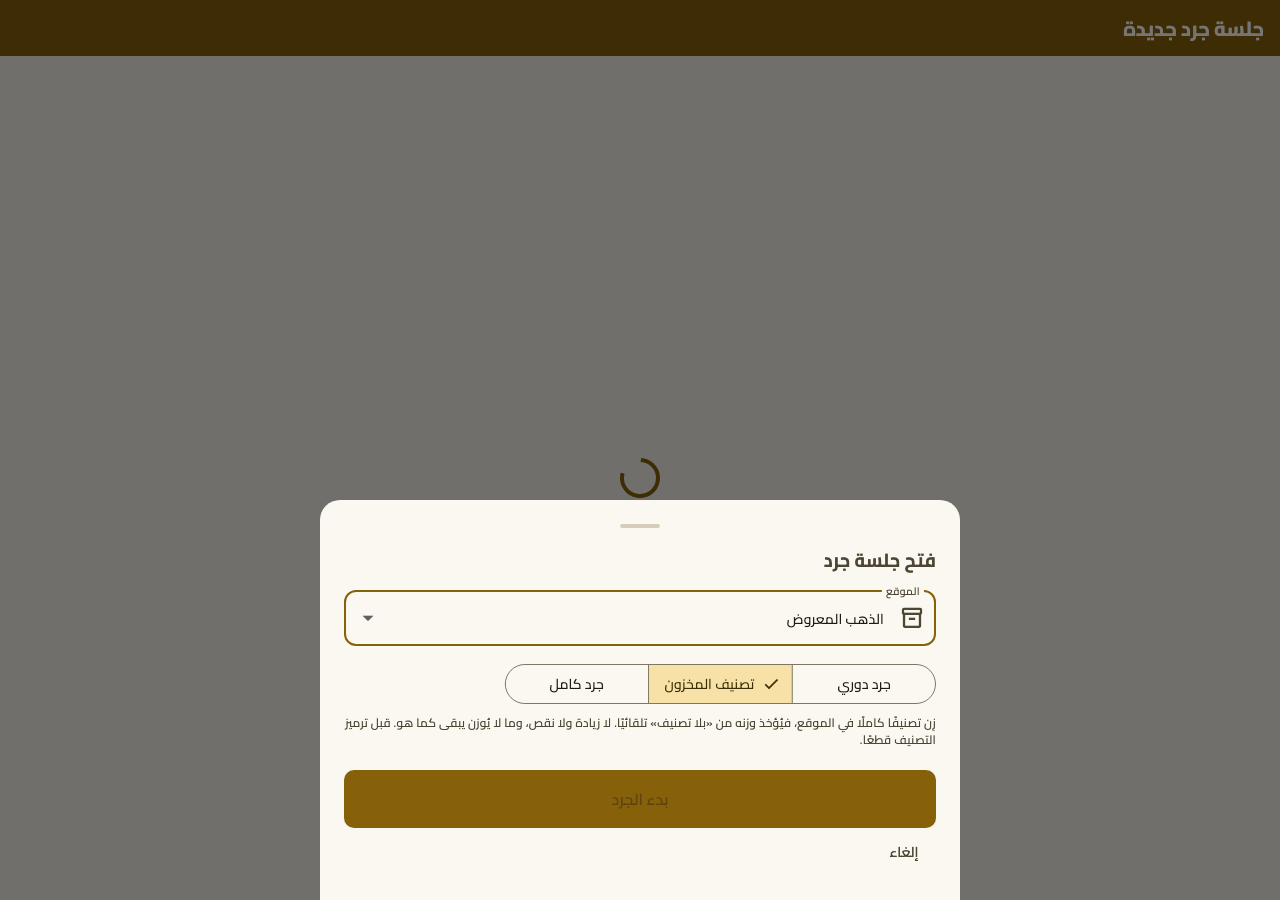 جلسة جرد جديدة
فتح جلسة جرد
الموقع
الذهب المعروض
جرد دوري
تصنيف المخزون
جرد كامل
زِن تصنيفًا كاملًا في الموقع، فيُؤخذ وزنه من «بلا تصنيف» تلقائيًا. لا زيادة ولا نقص، وما لا يُوزن يبقى كما هو. قبل ترميز
التصنيف قطعًا.
بدء الجرد
إلغاء